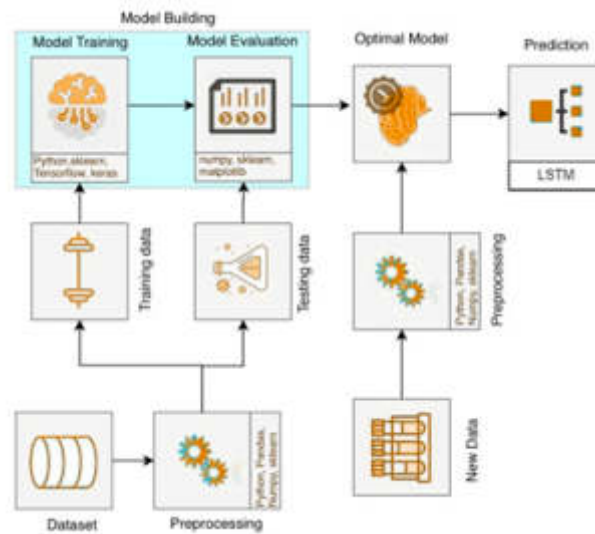 Model Building
Model Training
Model Evaluation
Optimal Model
Prediction
Python,sklearn,
Tensorflow, keras
numpy, sklearn,
matplotlib
LSTM
Training data
Testing data
Python, Pandas,
Numpy, sklearn
Preprocessing
Python, Pandas,
Numpy, sklearn
New Data
Dataset
Preprocessing